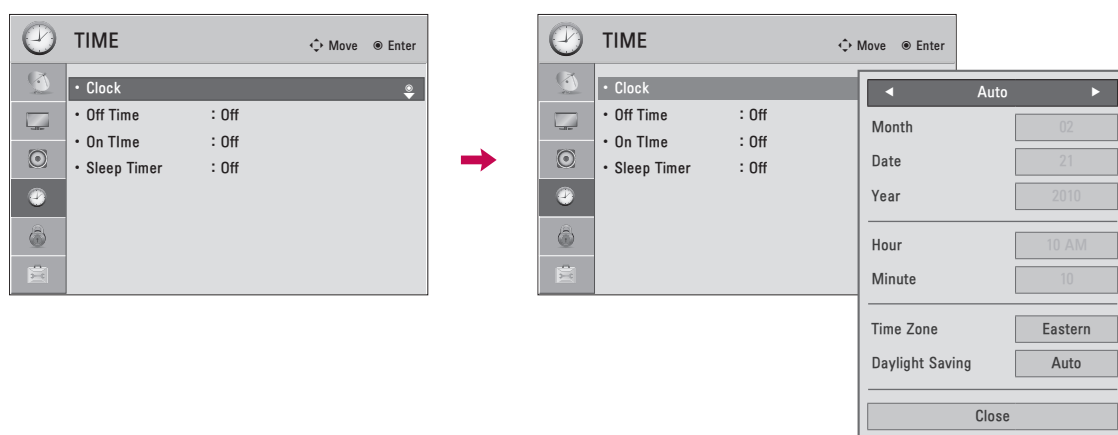 TIME
Move Enter
• Clock
• Off Time : Off
• On TIme : Off
• Sleep Timer : Off
TIME
Move Enter
• Clock
• Off Time : Off
• On TIme : Off
• Sleep Timer : Off
◄ Auto ►
Month 02
Date 21
Year 2010
Hour 10 AM
Minute 10
Time Zone Eastern
Daylight Saving Auto
Close